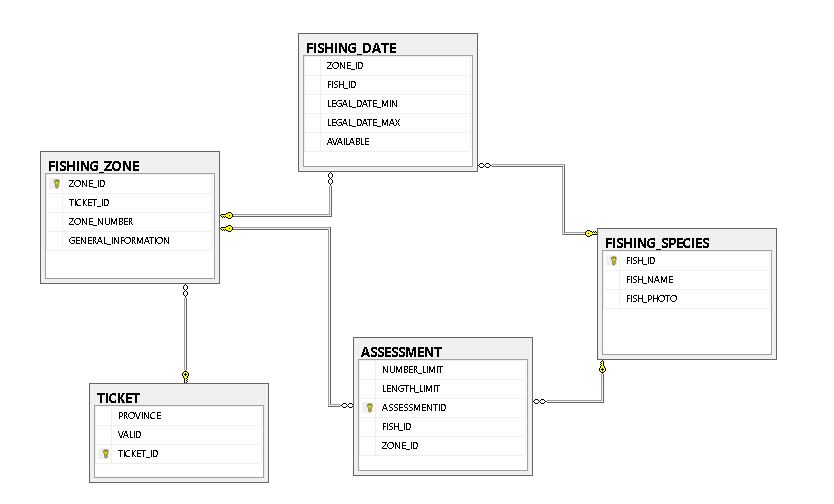 FISHING_DATE
ZONE_ID
FISH_ID
LEGAL_DATE_MIN
LEGAL_DATE_MAX
AVAILABLE
FISHING_ZONE
ZONE_ID
TICKET_ID
ZONE_NUMBER
GENERAL_INFORMATION
FISHING_SPECIES
FISH_ID
FISH_NAME
FISH_PHOTO
ASSESSMENT
NUMBER_LIMIT
LENGTH_LIMIT
ASSESSMENTID
FISH_ID
ZONE_ID
TICKET
PROVINCE
VALID
TICKET_ID